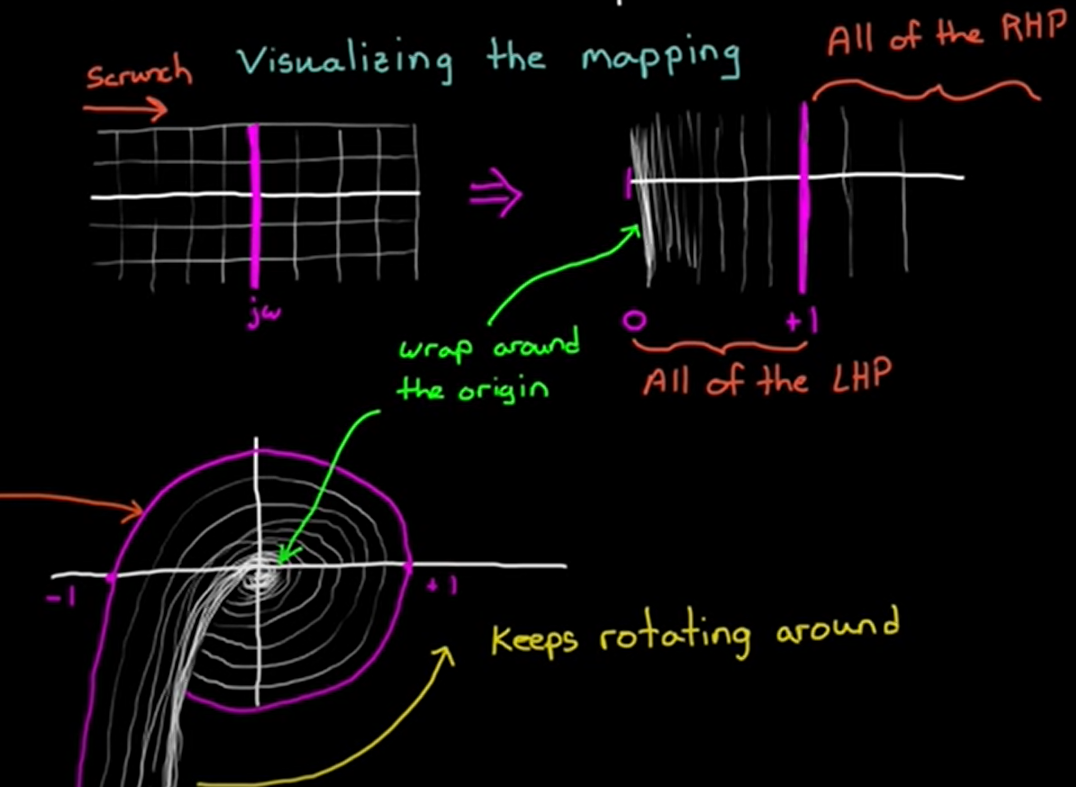 Visualizing the mapping
All of the RHP
Scrunch
jω
1
0
+1
All of the LHP
wrap around
the origin
-1
+1
Keeps rotating around